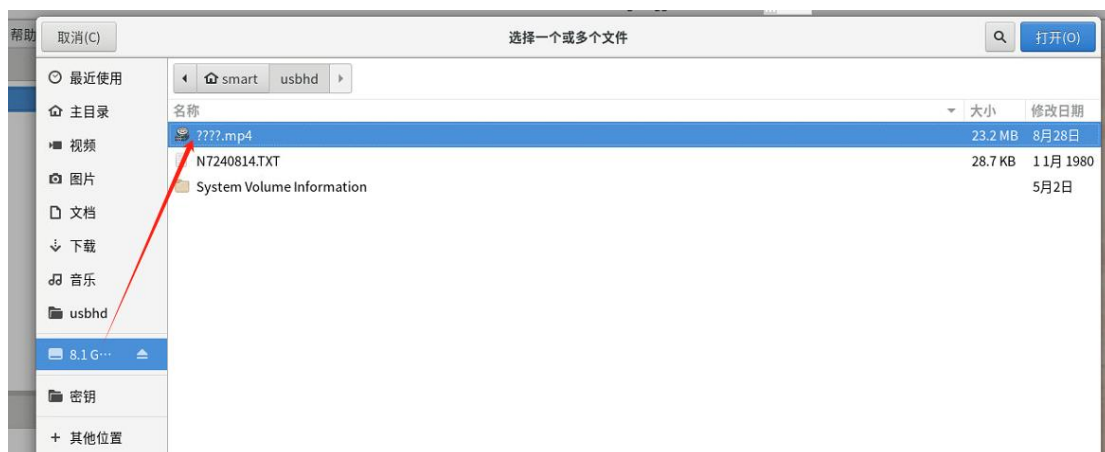 帮助
取消(C)
选择一个或多个文件
打开(O)
最近使用
smart
usbhd
主目录
名称
大小
修改日期
????.mp4
23.2 MB
8月28日
视频
N7240814.TXT
28.7 KB
1 1月 1980
图片
System Volume Information
5月2日
文档
下载
音乐
usbhd
8.1 G…
密钥
+ 其他位置